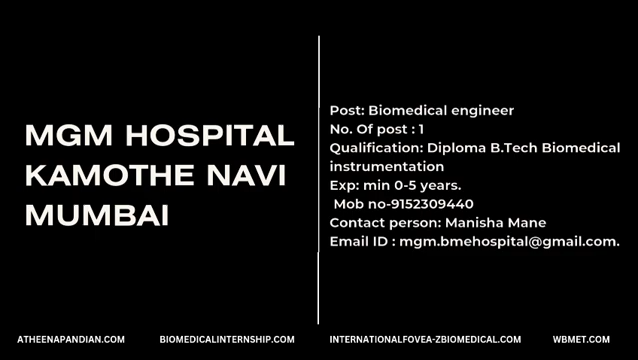 MGM HOSPITAL
KAMOTHE NAVI
MUMBAI
Post: Biomedical engineer
No. Of post : 1
Qualification: Diploma B.Tech Biomedical
instrumentation
Exp: min 0-5 years.
Mob no-9152309440
Contact person: Manisha Mane
Email ID : mgm.bmehospital@gmail.com.
ATHEENAPANDIAN.COM
BIOMEDICALINTERNSHIP.COM
INTERNATIONALFOVEA-ZBIOMEDICAL.COM
WBMET.COM